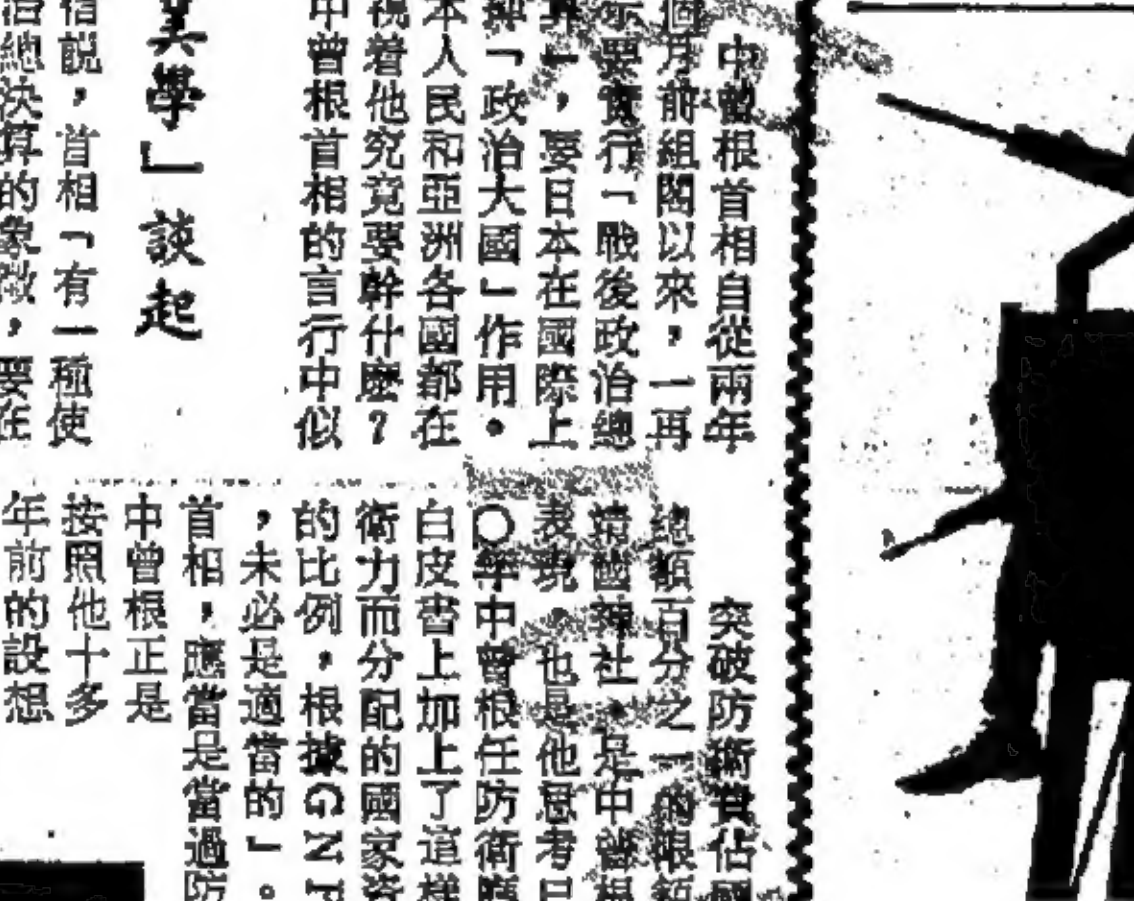 中曾根首相自從兩年
個月前組閣以來，一再
示要實行「戰後政治總
，要日本在國際上
「政治大國」作用。
本人民和亞洲各國都在
視着他究竟要幹什麼？
中曾根首相的言行中似
美學」談起
信說，首相「有一種使
治總決算的象徵，要在
突破防衛費佔國
總額百分之一的限額
靖國神社，是中曾根
表現。也是他思考日
〇年中曾根任防衛廳
白皮書上加上了這樣
衛力而分配的國家資
的比例，根據GNP
，未必是適當的」。
首相，應當是當過防
中曾根正是
按照他十多
年前的設想